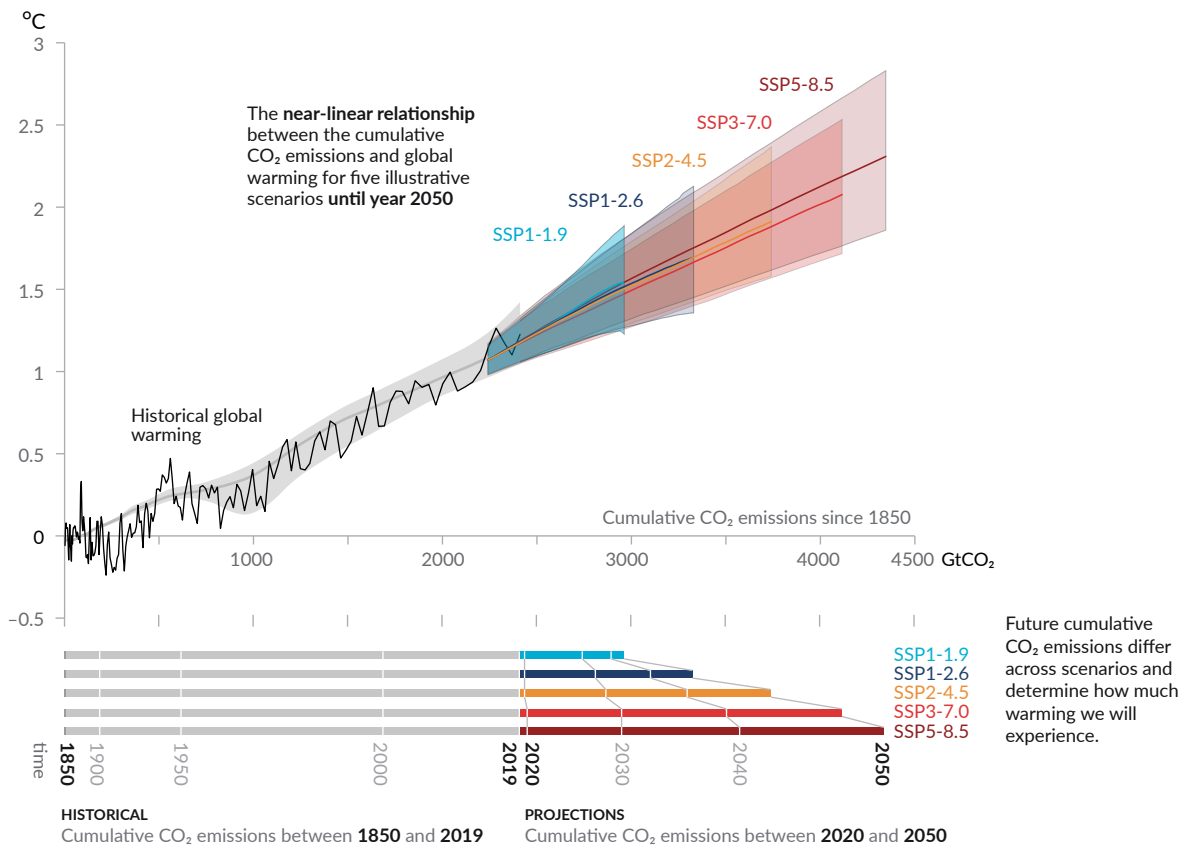 °C
3
2.5
2
1.5
1
0.5
0
−0.5
The near-linear relationship
between the cumulative
CO₂ emissions and global
warming for five illustrative
scenarios until year 2050
SSP5-8.5
SSP3-7.0
SSP2-4.5
SSP1-2.6
SSP1-1.9
Historical global
warming
Cumulative CO₂ emissions since 1850
1000 2000 3000 4000 4500 GtCO₂
Future cumulative
CO₂ emissions differ
across scenarios and
determine how much
warming we will
experience.
SSP1-1.9
SSP1-2.6
SSP2-4.5
SSP3-7.0
SSP5-8.5
time 1850 1900 1950 2000 2019 2020 2030 2040 2050
HISTORICAL
Cumulative CO₂ emissions between 1850 and 2019
PROJECTIONS
Cumulative CO₂ emissions between 2020 and 2050